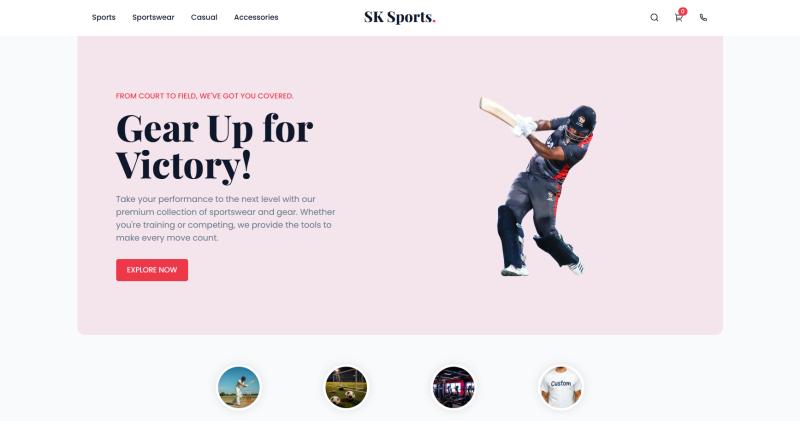 Sports Sportswear Casual Accessories SK Sports. 0
FROM COURT TO FIELD, WE'VE GOT YOU COVERED.
Gear Up for
Victory!
Take your performance to the next level with our
premium collection of sportswear and gear. Whether
you're training or competing, we provide the tools to
make every move count.
EXPLORE NOW
Custom